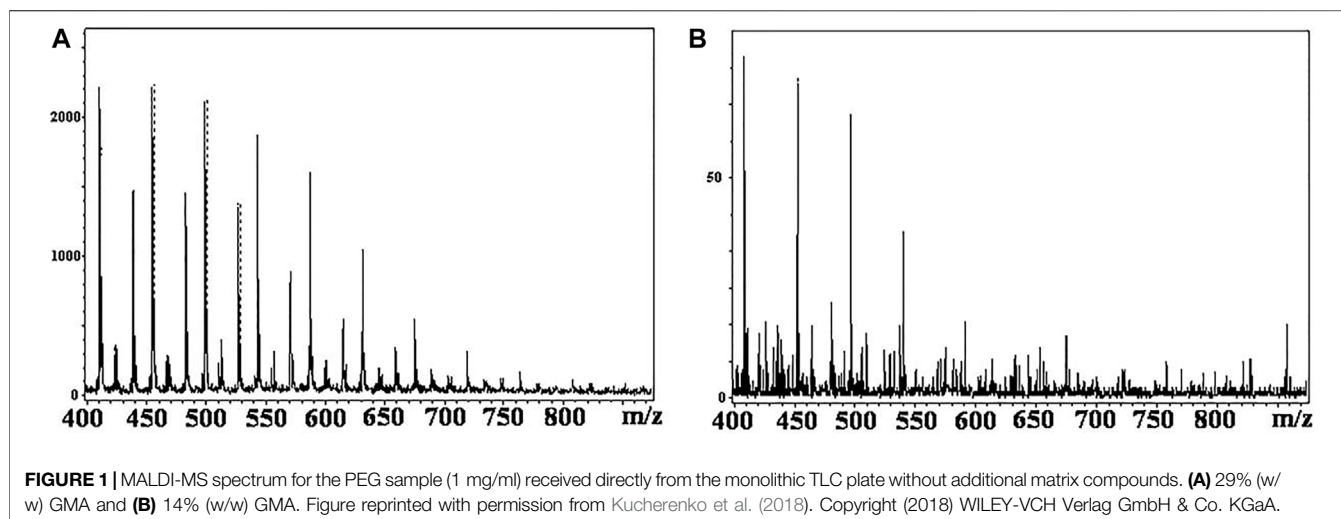 A
2000
1000
0
400 450 500 550 600 650 700 750 800 m/z
B
50
0
400 450 500 550 600 650 700 750 800 m/z
FIGURE 1 | MALDI-MS spectrum for the PEG sample (1 mg/ml) received directly from the monolithic TLC plate without additional matrix compounds. (A) 29% (w/
w) GMA and (B) 14% (w/w) GMA. Figure reprinted with permission from Kucherenko et al. (2018). Copyright (2018) WILEY-VCH Verlag GmbH & Co. KGaA.